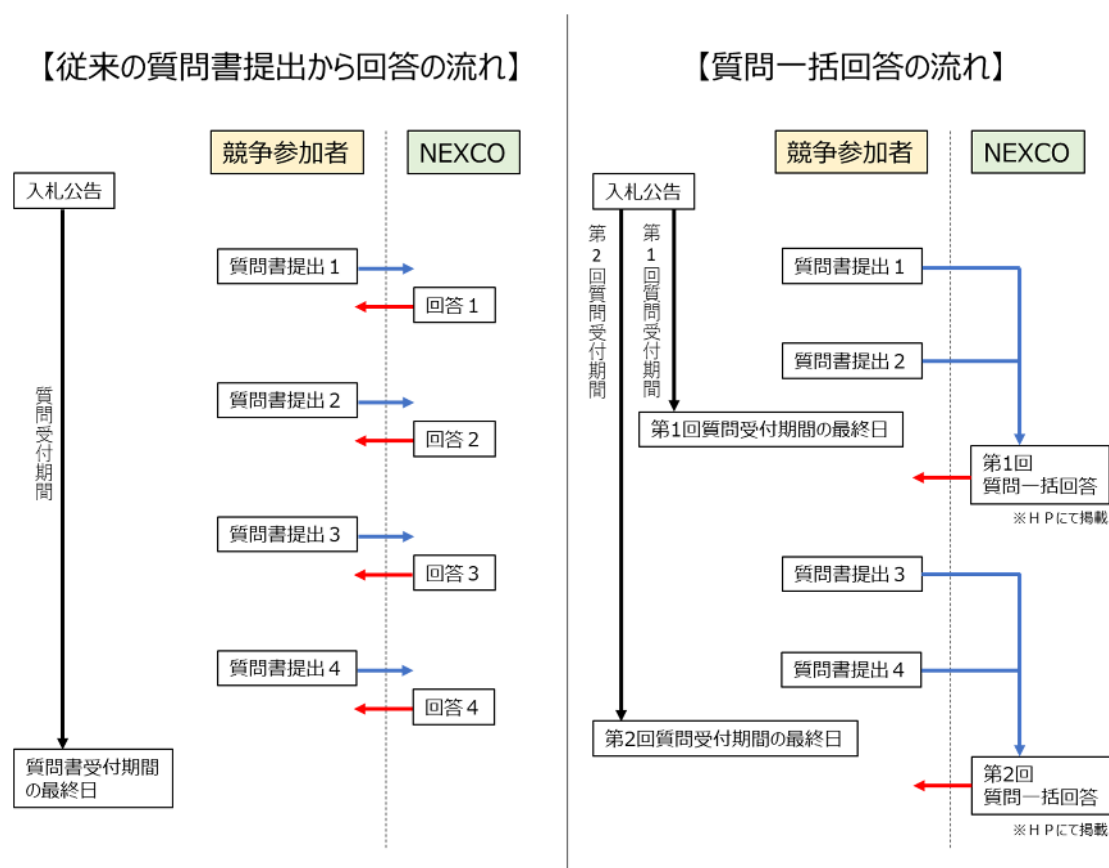 【従来の質問書提出から回答の流れ】
競争参加者
NEXCO
入札公告
質問書提出１
回答１
質問書提出２
回答２
質問受付期間
質問書提出３
回答３
質問書提出４
回答４
質問書受付期間
の最終日
【質問一括回答の流れ】
競争参加者
NEXCO
入札公告
第2回質問受付期間
第1回質問受付期間
質問書提出１
質問書提出２
第1回質問受付期間の最終日
第1回
質問一括回答
※ＨＰにて掲載
質問書提出３
質問書提出４
第2回質問受付期間の最終日
第2回
質問一括回答
※ＨＰにて掲載